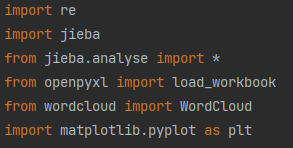 import re
import jieba
from jieba.analyse import *
from openpyxl import load_workbook
from wordcloud import WordCloud
import matplotlib.pyplot as plt